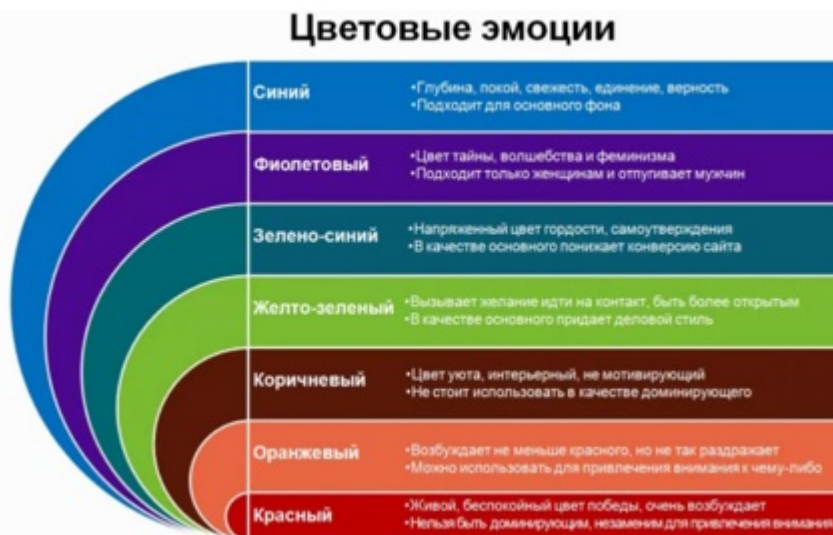 Цветовые эмоции
Синий
•Глубина, покой, свежесть, единение, верность
•Подходит для основного фона
Фиолетовый
•Цвет тайны, волшебства и феминизма
•Подходит только женщинам и отпугивает мужчин
Зелено-синий
•Напряженный цвет гордости, самоутверждения
•В качестве основного понижает конверсию сайта
Желто-зеленый
•Вызывает желание идти на контакт, быть более открытым
•В качестве основного придает деловой стиль
Коричневый
•Цвет уюта, интерьерный, не мотивирующий
•Не стоит использовать в качестве доминирующего
Оранжевый
•Возбуждает не меньше красного, но не так раздражает
•Можно использовать для привлечения внимания к чему-либо
Красный
•Живой, беспокойный цвет победы, очень возбуждает
•Нельзя быть доминирующим, незаменим для привлечения внимания